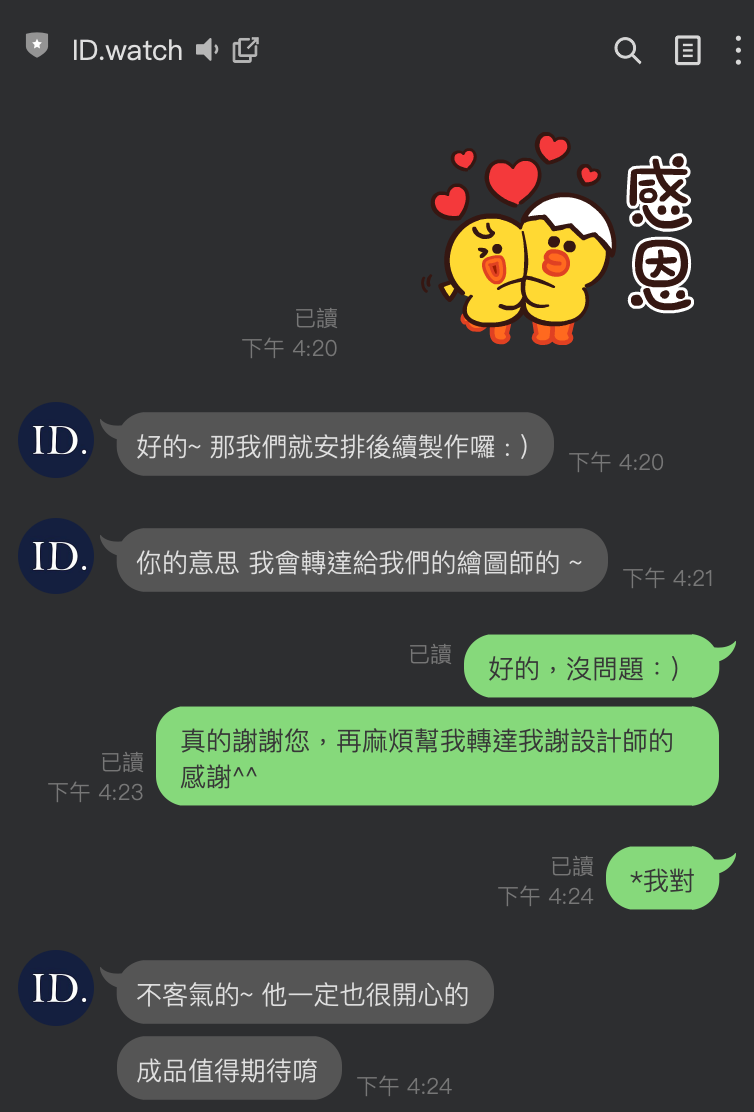 ID.watch
感
恩
已讀
下午 4:20
ID.
好的~ 那我們就安排後續製作囉 : )
下午 4:20
ID.
你的意思 我會轉達給我們的繪圖師的 ~
下午 4:21
已讀
好的，沒問題：）
真的謝謝您，再麻煩幫我轉達我謝設計師的
感謝^^
已讀
下午 4:23
已讀
下午 4:24
*我對
ID.
不客氣的~ 他一定也很開心的
成品值得期待唷
下午 4:24